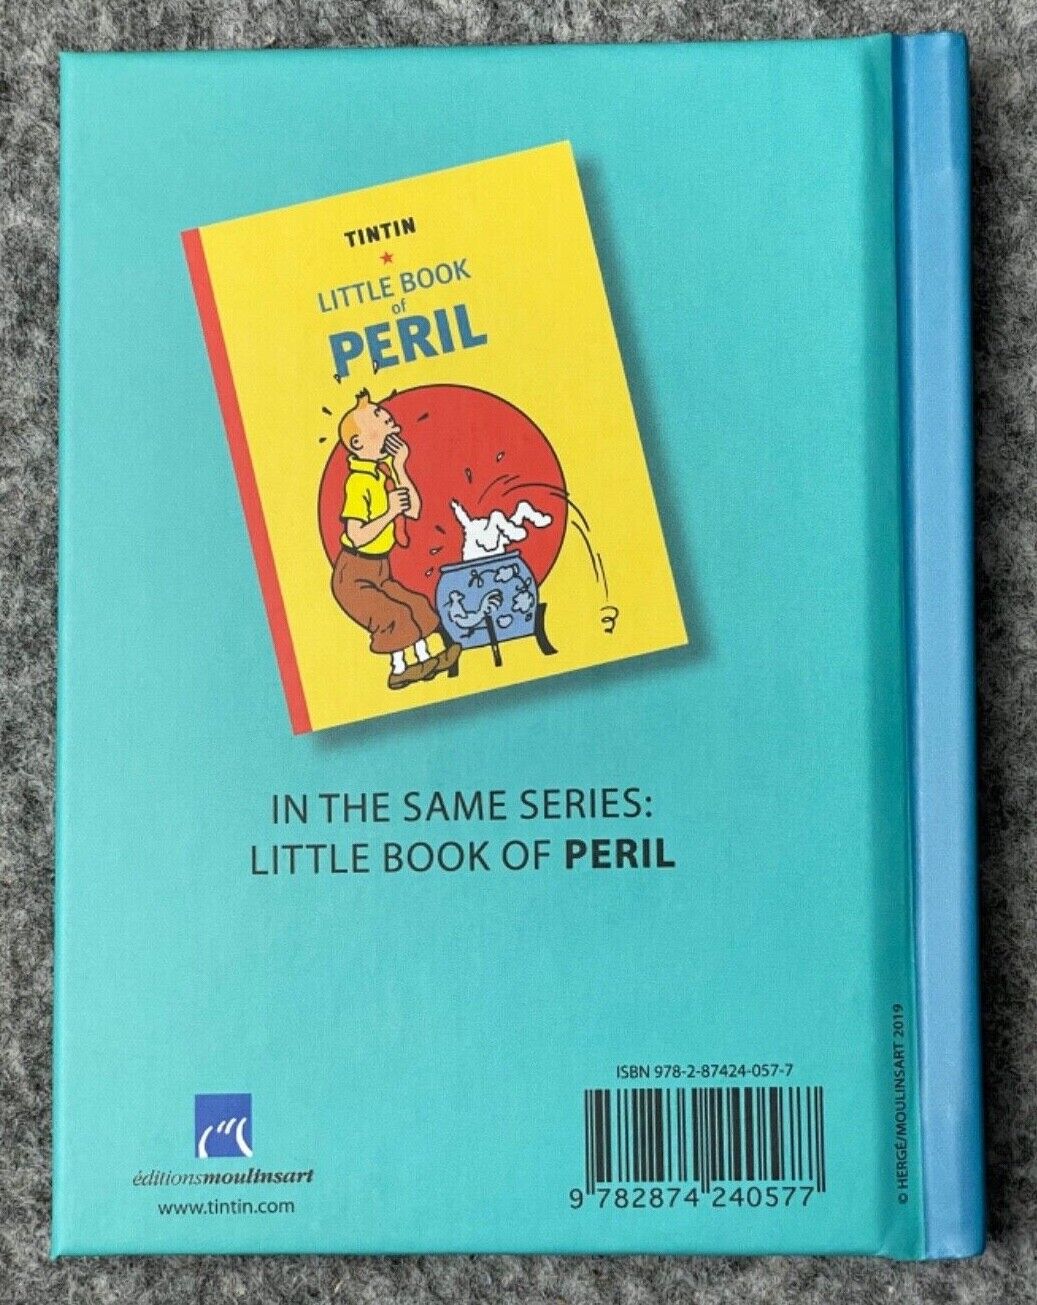 TINTIN
LITTLE BOOK
of
PERIL
IN THE SAME SERIES:
LITTLE BOOK OF PERIL
ISBN 978-2-87424-057-7
9 782874 240577
éditionsmoulinsart
www.tintin.com
© HERGÉ/MOULINSART 2019